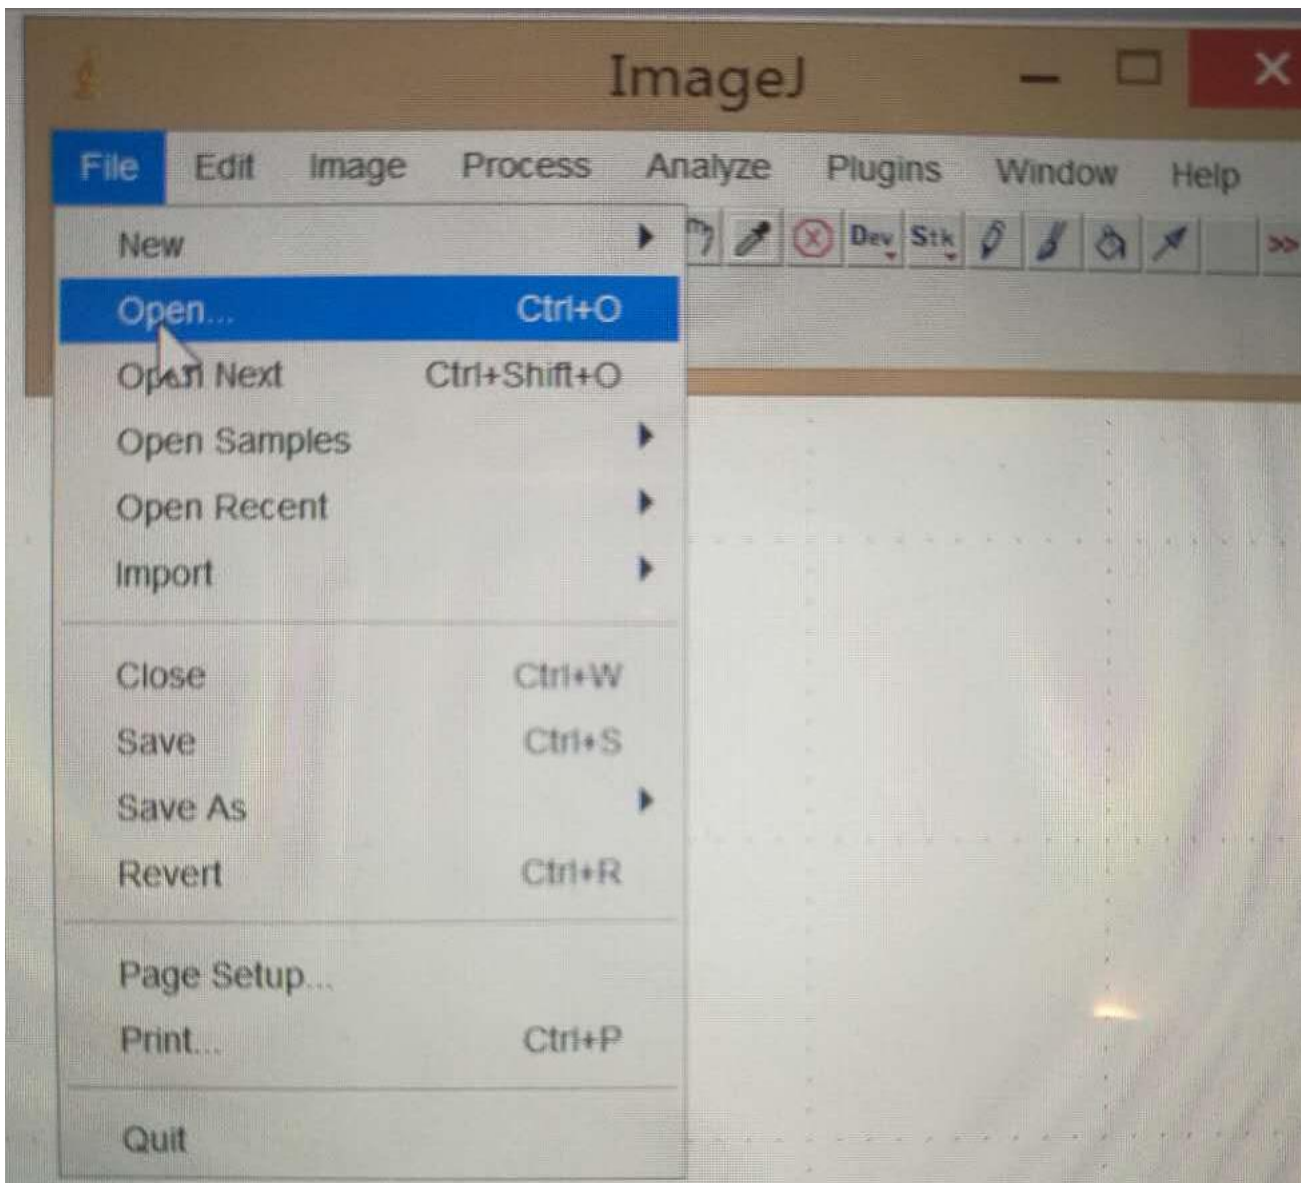 ImageJ
File Edit Image Process Analyze Plugins Window Help
Dev Stk
New
Open... Ctrl+O
Open Next Ctrl+Shift+O
Open Samples
Open Recent
Import
Close Ctrl+W
Save Ctrl+S
Save As
Revert Ctrl+R
Page Setup...
Print... Ctrl+P
Quit